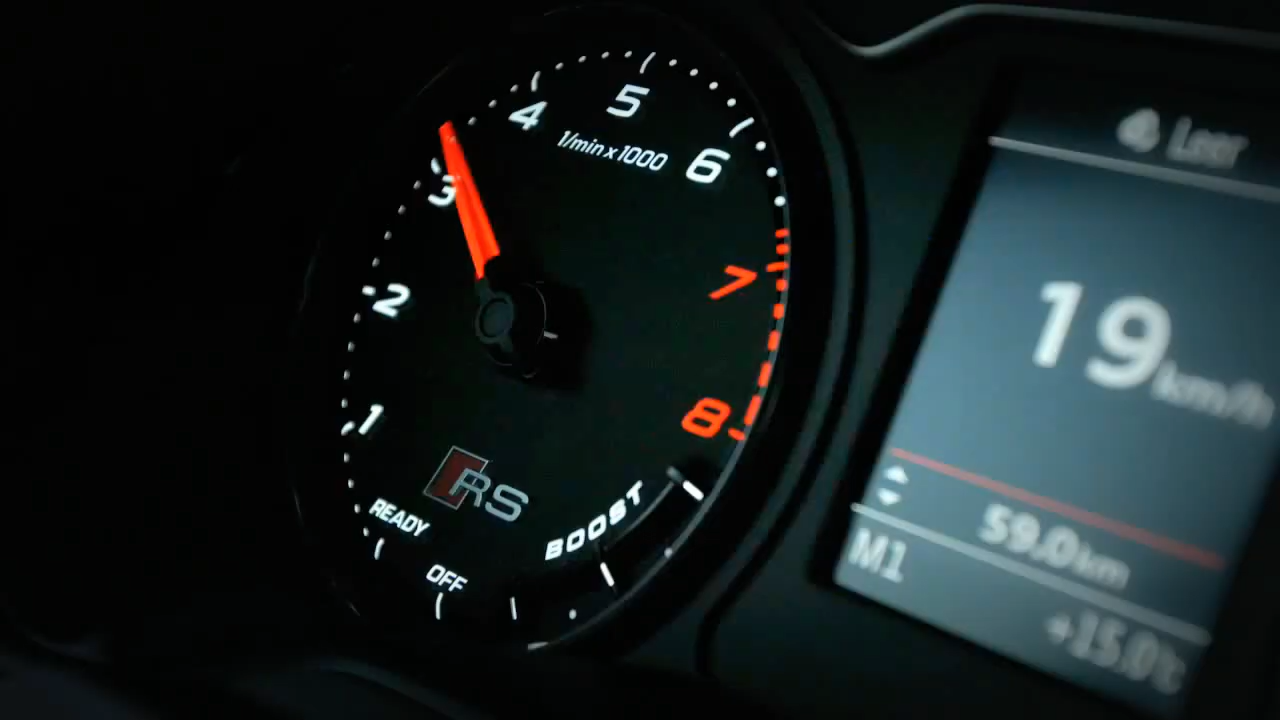 1
2
3
4
5
6
7
8
1/min x 1000
RS
READY
OFF
BOOST
Leer
19 km/h
59.0 km
M1
+15.0°c